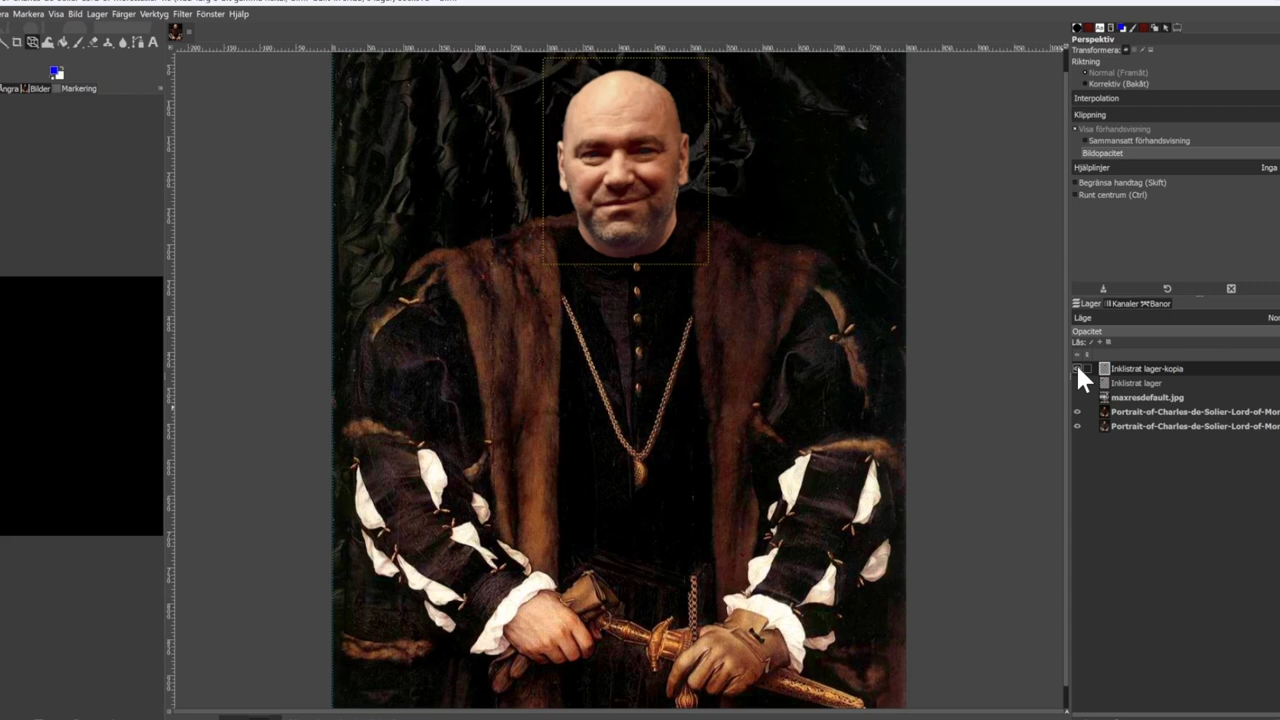 Markera Visa Bild Lager Färger Verktyg Filter Fönster Hjälp
Ångra Bilder Markering
Perspektiv
Transformera:
Riktning
Normal (Framåt)
Korrektiv (Bakåt)
Interpolation
Klippning
Visa förhandsvisning
Sammansatt förhandsvisning
Bildopacitet
Hjälplinjer Inga
Begränsa handtag (Skift)
Runt centrum (Ctrl)
Lager Kanaler Banor
Läge
Opacitet
Lås:
Inklistrat lager-kopia
Inklistrat lager
maxresdefault.jpg
Portrait-of-Charles-de-Solier-Lord-of-Mor
Portrait-of-Charles-de-Solier-Lord-of-Mor